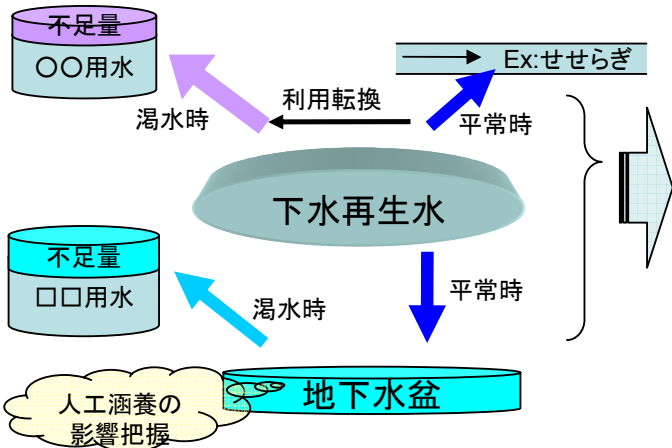 不足量
○○用水
Ex:せせらぎ
利用転換
渇水時
平常時
下水再生水
不足量
□□用水
渇水時
平常時
地下水盆
人工涵養の
影響把握